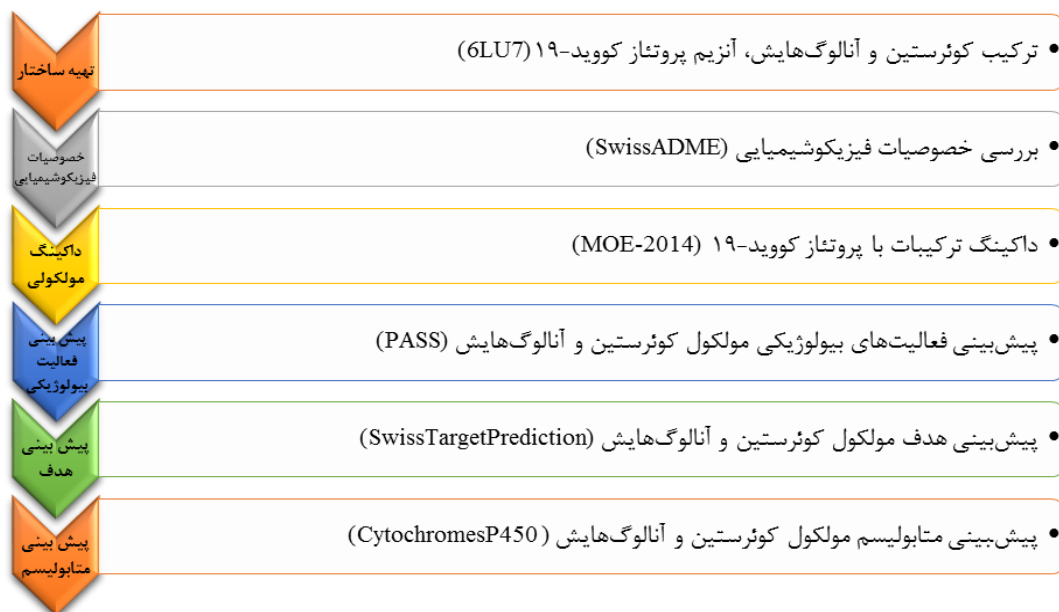 تهیه ساختار
• ترکیب کوئرستین و آنالوگ‌هایش، آنزیم پروتئاز کووید-۱۹(6LU7)
خصوصیات
فیزیکوشیمیایی
• بررسی خصوصیات فیزیکوشیمیایی (SwissADME)
داکینگ
مولکولی
• داکینگ ترکیبات با پروتئاز کووید-۱۹ (MOE-2014)
پیش بینی
فعالیت
بیولوژیکی
• پیش‌بینی فعالیت‌های بیولوژیکی مولکول کوئرستین و آنالوگ‌هایش (PASS)
پیش بینی
هدف
• پیش‌بینی هدف مولکول کوئرستین و آنالوگ‌هایش (SwissTargetPrediction)
پیش بینی
متابولیسم
• پیش‌بینی متابولیسم مولکول کوئرستین و آنالوگ‌هایش (CytochromesP450 )